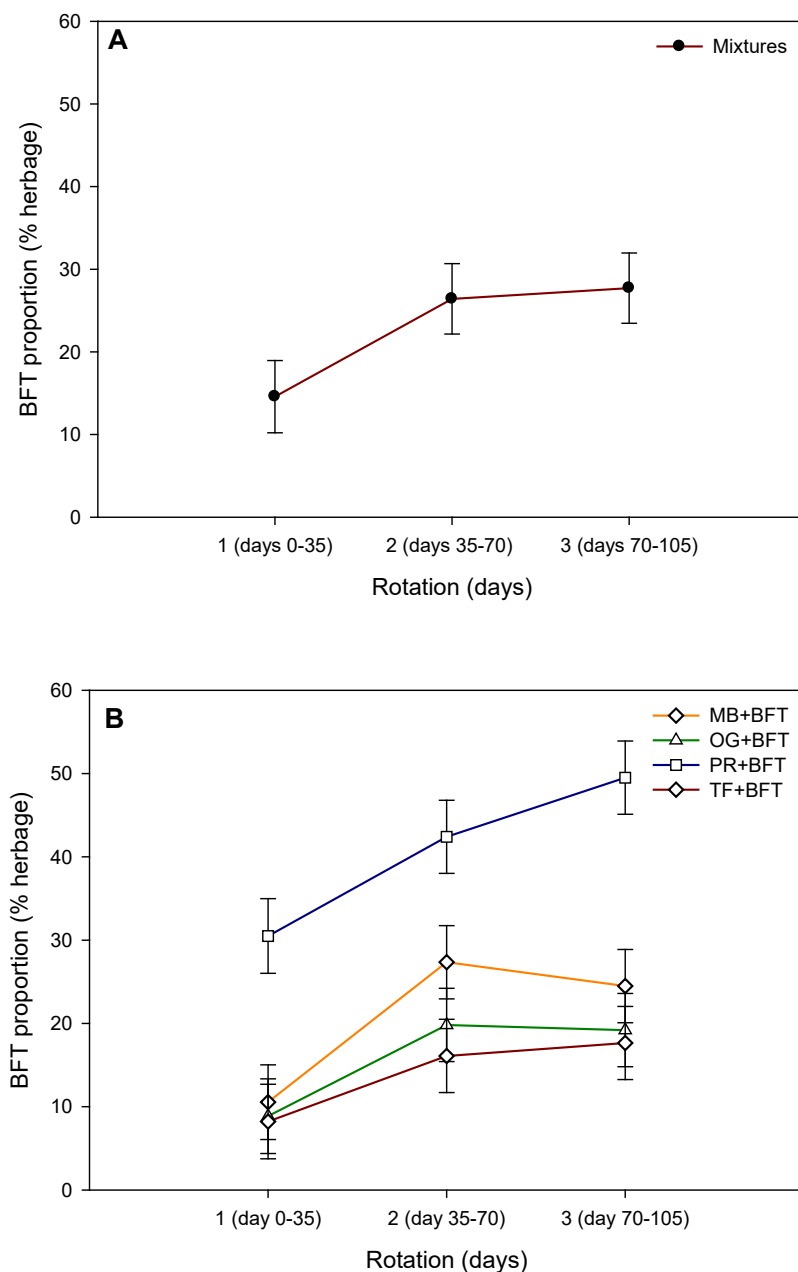 A
Mixtures
60
50
40
30
20
10
0
BFT proportion (% herbage)
1 (days 0-35) 2 (days 35-70) 3 (days 70-105)
Rotation (days)
B
MB+BFT
OG+BFT
PR+BFT
TF+BFT
60
50
40
30
20
10
0
BFT proportion (% herbage)
1 (day 0-35) 2 (day 35-70) 3 (day 70-105)
Rotation (days)